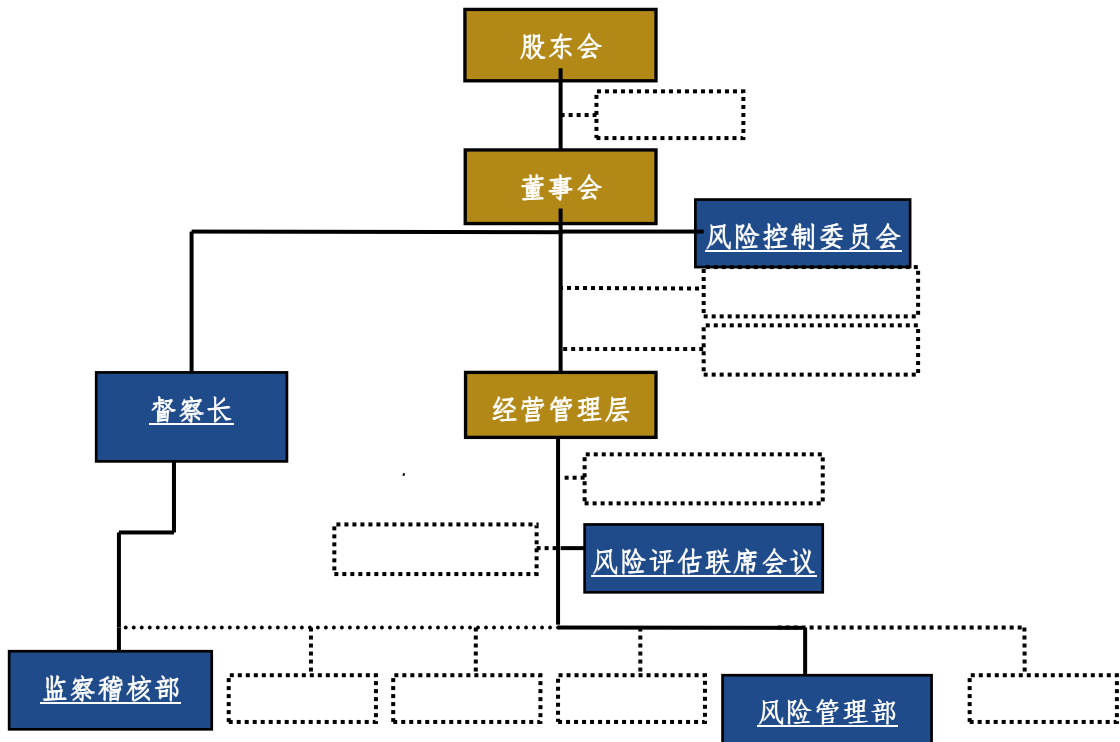 股东会
董事会
风险控制委员会
督察长
经营管理层
风险评估联席会议
监察稽核部
风险管理部